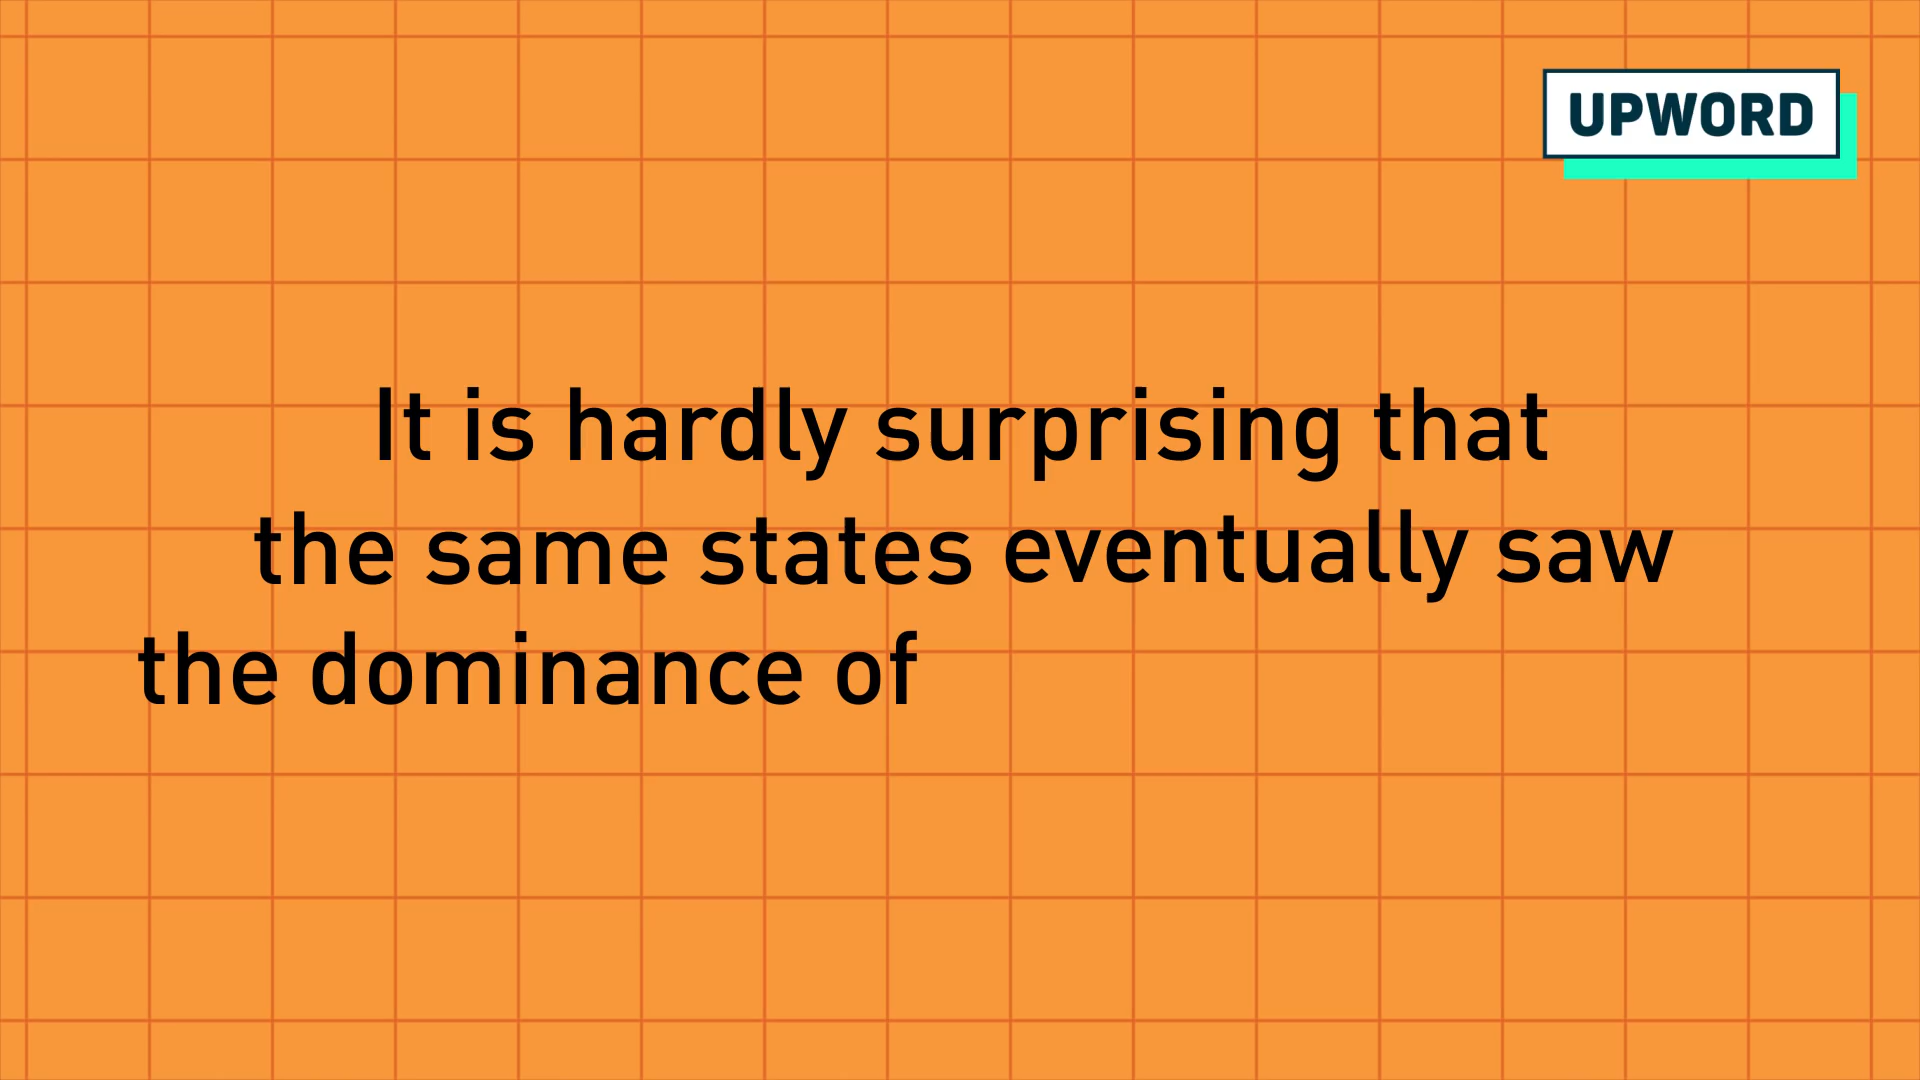 UPWORD
It is hardly surprising that
the same states eventually saw
the dominance of